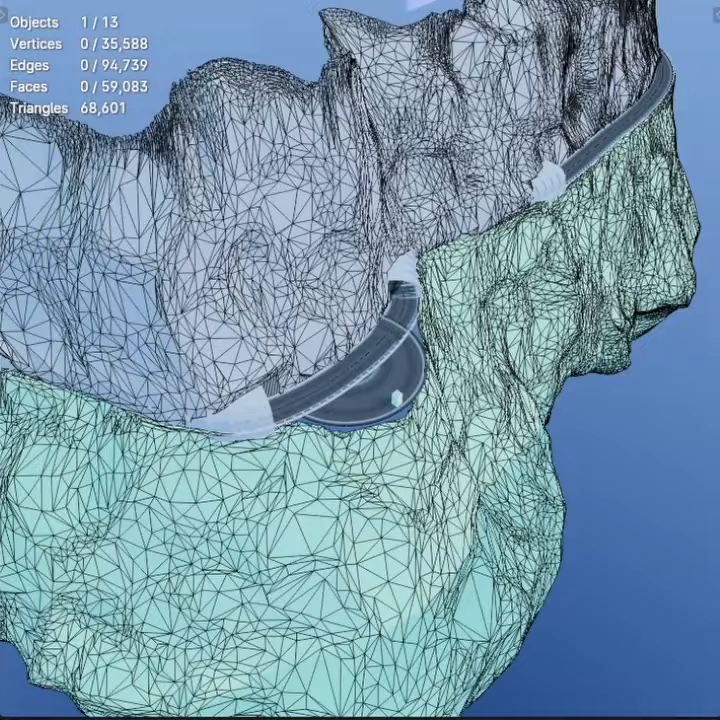 Objects 1 / 13
Vertices 0 / 35,588
Edges 0 / 94,739
Faces 0 / 59,083
Triangles 68,601